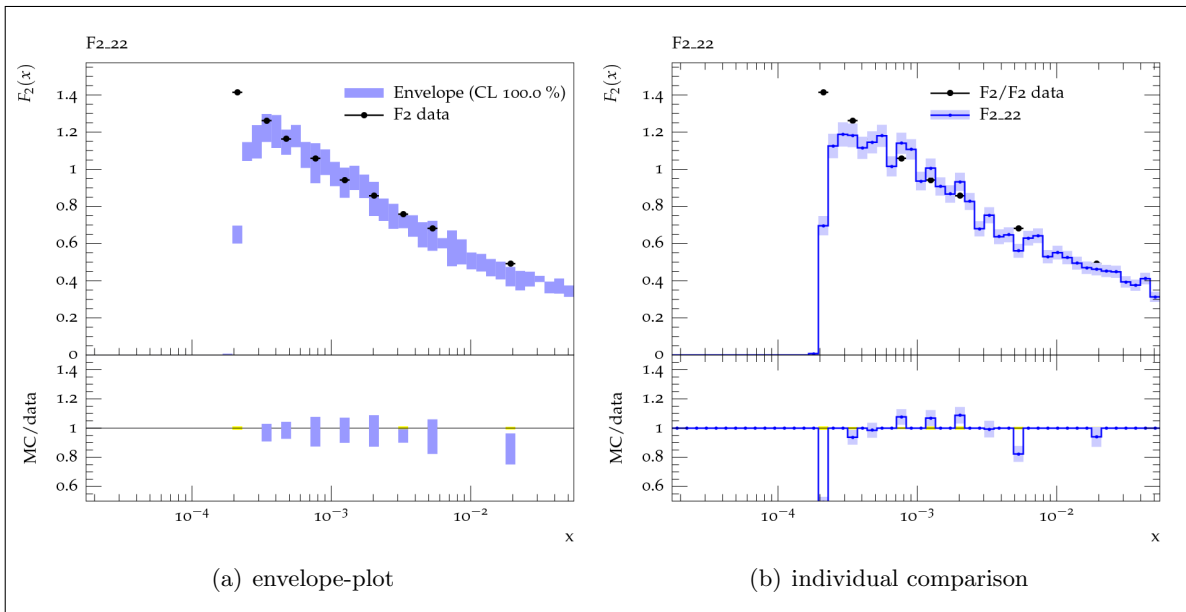 F2_22
Envelope (CL 100.0 %)
F2 data
F₂(x)
1.4
1.2
1
0.8
0.6
0.4
0.2
0
MC/data
1.4
1.2
1.0
0.8
0.6
10⁻⁴
10⁻³
10⁻²
x
(a) envelope-plot
F2_22
F2/F2 data
F2_22
F₂(x)
1.4
1.2
1
0.8
0.6
0.4
0.2
0
MC/data
1.4
1.2
1.0
0.8
0.6
10⁻⁴
10⁻³
10⁻²
x
(b) individual comparison